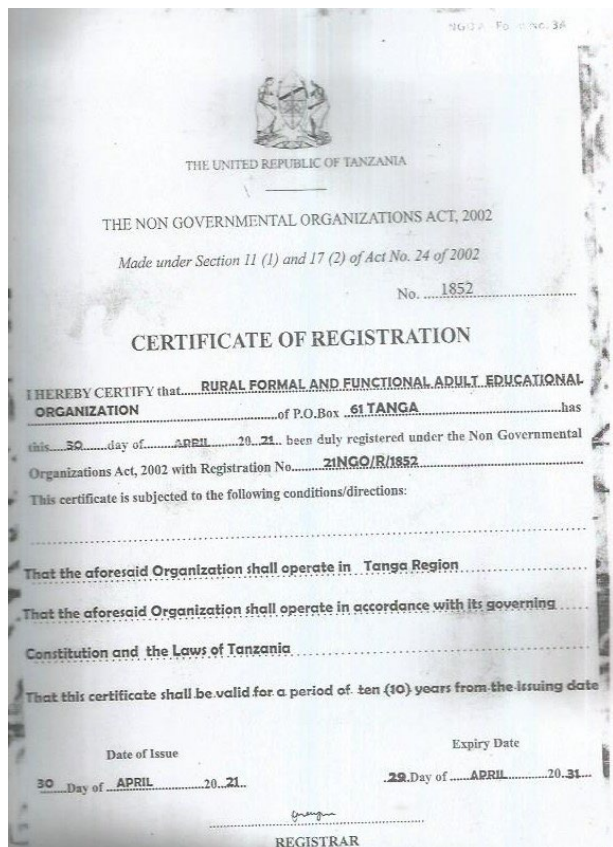 NGOA Form No. 3A
THE UNITED REPUBLIC OF TANZANIA
THE NON GOVERNMENTAL ORGANIZATIONS ACT, 2002
Made under Section 11 (1) and 17 (2) of Act No. 24 of 2002
No. ....1852............................
CERTIFICATE OF REGISTRATION
I HEREBY CERTIFY that.....RURAL FORMAL AND FUNCTIONAL ADULT EDUCATIONAL
ORGANIZATION..............................of P.O.Box ..61 TANGA..............................has
this.....30.....day of.......APRIL.......20..21.. been duly registered under the Non Governmental
Organizations Act, 2002 with Registration No.......21NGO/R/1852..............................
This certificate is subjected to the following conditions/directions:
That the aforesaid Organization shall operate in Tanga Region
That the aforesaid Organization shall operate in accordance with its governing
Constitution and the Laws of Tanzania
That this certificate shall be valid for a period of ten (10) years from the issuing date
Date of Issue
Expiry Date
30.....Day of ..APRIL............20..21..
.29.Day of ......APRIL...........20.31...
REGISTRAR